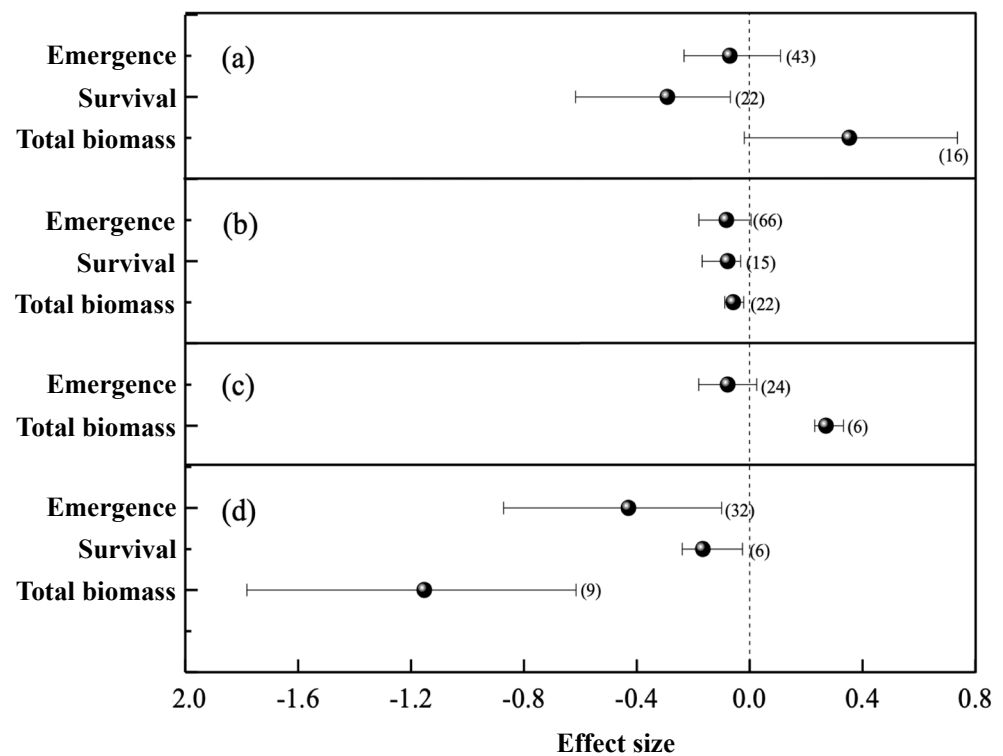 (a)
Emergence (43)
Survival (22)
Total biomass (16)
(b)
Emergence (66)
Survival (15)
Total biomass (22)
(c)
Emergence (24)
Total biomass (6)
(d)
Emergence (32)
Survival (6)
Total biomass (9)
2.0 -1.6 -1.2 -0.8 -0.4 0.0 0.4 0.8
Effect size